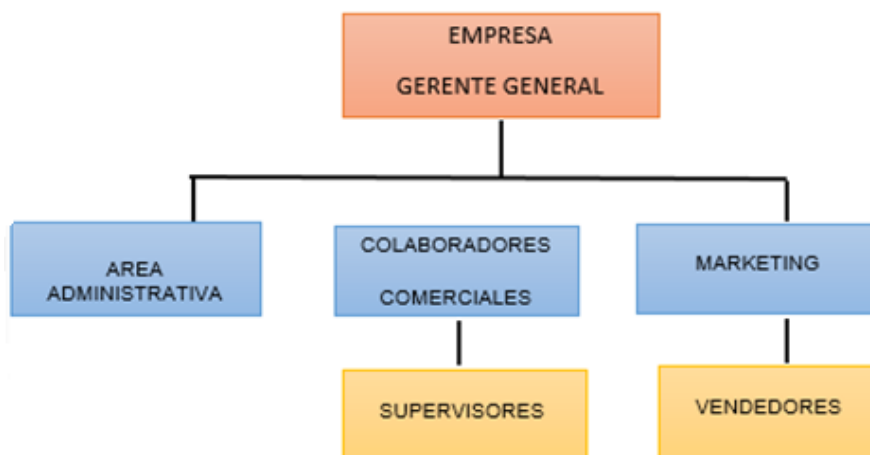 EMPRESA
GERENTE GENERAL
AREA
ADMINISTRATIVA
COLABORADORES
COMERCIALES
MARKETING
SUPERVISORES
VENDEDORES